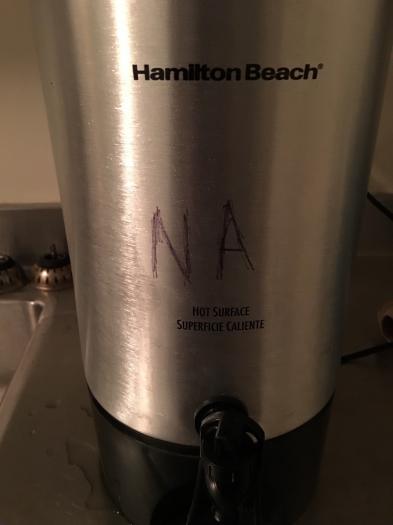 Hamilton Beach®
NA
HOT SURFACE
SUPERFICIE CALIENTE